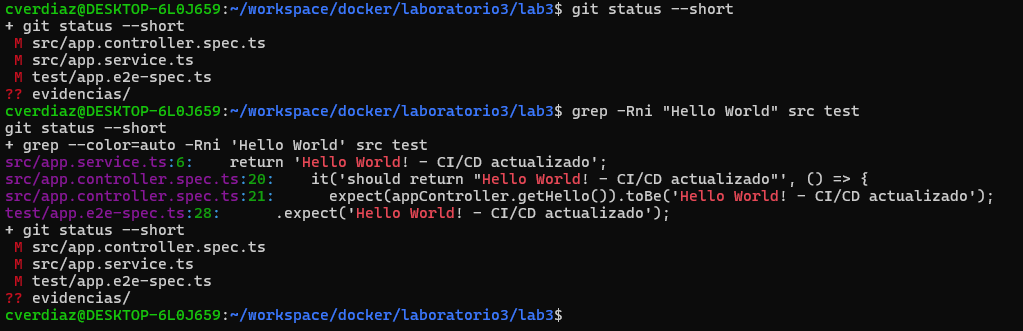 cverdiaz@DESKTOP-6L0J659:~/workspace/docker/laboratorio3/lab3$ git status --short
+ git status --short
 M src/app.controller.spec.ts
 M src/app.service.ts
 M test/app.e2e-spec.ts
?? evidencias/
cverdiaz@DESKTOP-6L0J659:~/workspace/docker/laboratorio3/lab3$ grep -Rni "Hello World" src test
git status --short
+ grep --color=auto -Rni 'Hello World' src test
src/app.service.ts:6:    return 'Hello World! - CI/CD actualizado';
src/app.controller.spec.ts:20:    it('should return "Hello World! - CI/CD actualizado"', () => {
src/app.controller.spec.ts:21:      expect(appController.getHello()).toBe('Hello World! - CI/CD actualizado');
test/app.e2e-spec.ts:28:      .expect('Hello World! - CI/CD actualizado');
+ git status --short
 M src/app.controller.spec.ts
 M src/app.service.ts
 M test/app.e2e-spec.ts
?? evidencias/
cverdiaz@DESKTOP-6L0J659:~/workspace/docker/laboratorio3/lab3$